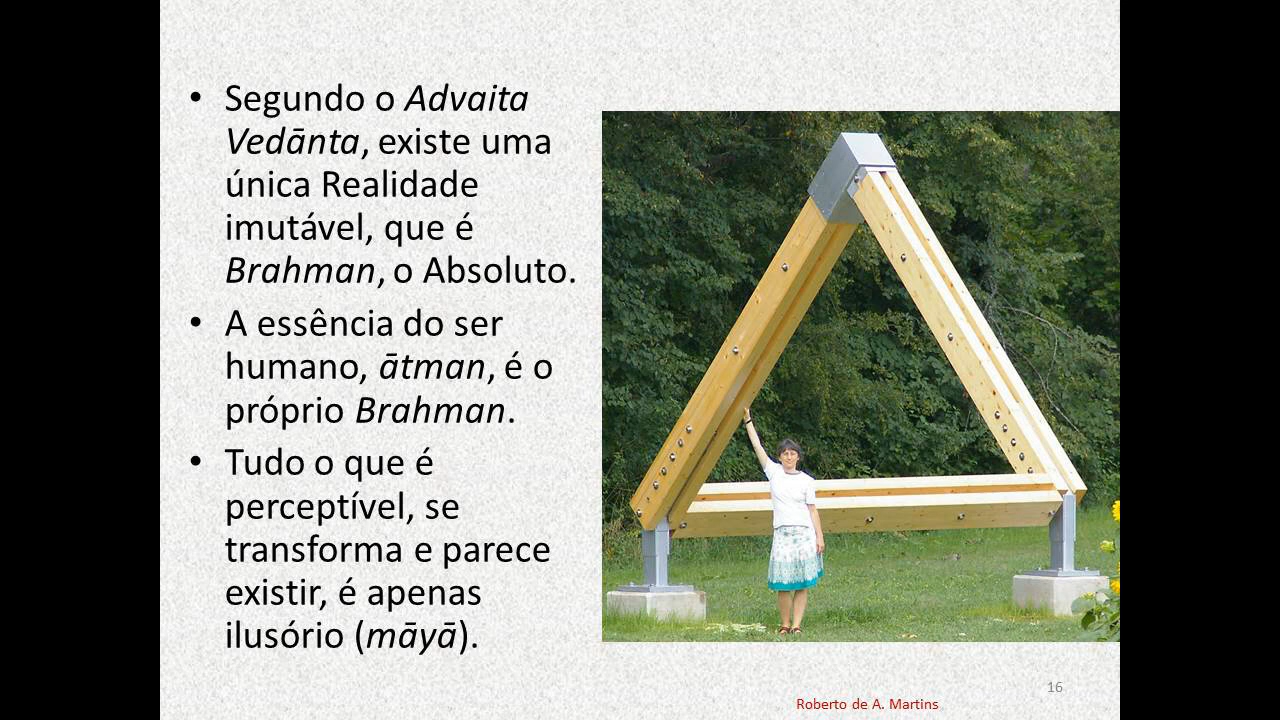 • Segundo o Advaita
Vedānta, existe uma
única Realidade
imutável, que é
Brahman, o Absoluto.
• A essência do ser
humano, ātman, é o
próprio Brahman.
• Tudo o que é
perceptível, se
transforma e parece
existir, é apenas
ilusório (māyā).
16
Roberto de A. Martins